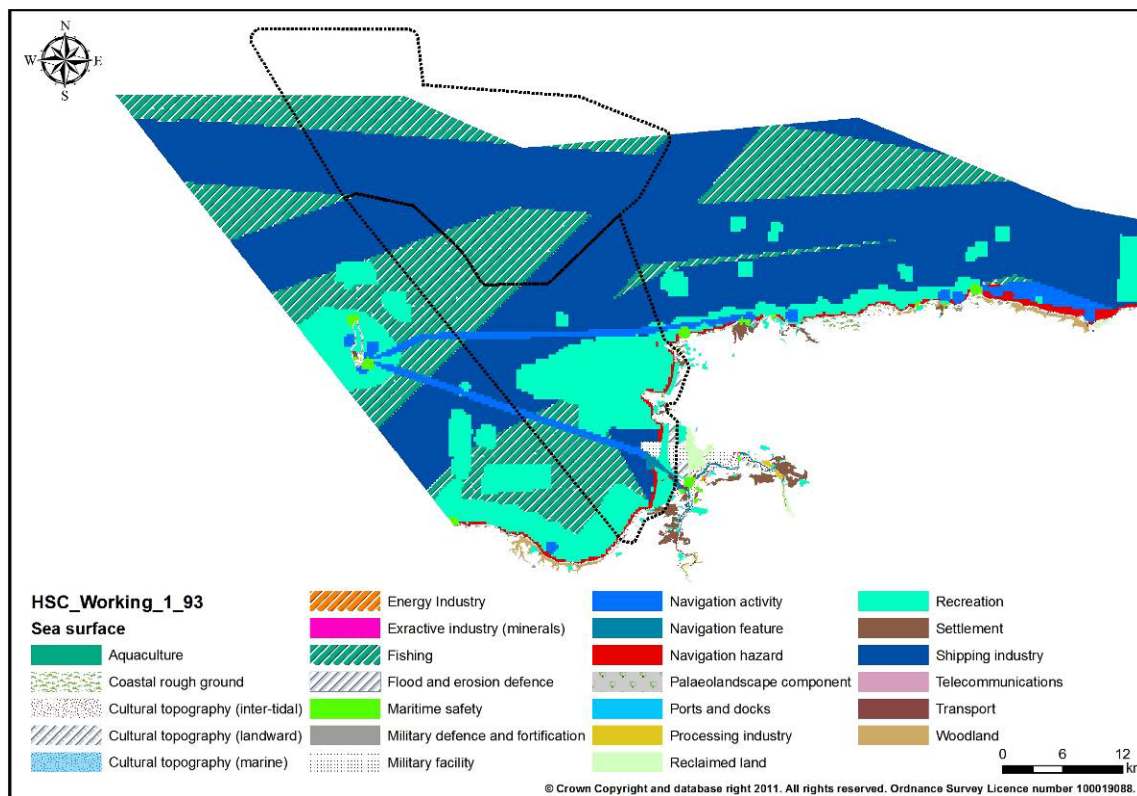 N
W E
S
HSC_Working_1_93
Sea surface
Aquaculture
Coastal rough ground
Cultural topography (inter-tidal)
Cultural topography (landward)
Cultural topography (marine)
Energy Industry
Exractive industry (minerals)
Fishing
Flood and erosion defence
Maritime safety
Military defence and fortification
Military facility
Navigation activity
Navigation feature
Navigation hazard
Palaeolandscape component
Ports and docks
Processing industry
Reclaimed land
Recreation
Settlement
Shipping industry
Telecommunications
Transport
Woodland
0 6 12
km
© Crown Copyright and database right 2011. All rights reserved. Ordnance Survey Licence number 100019088.